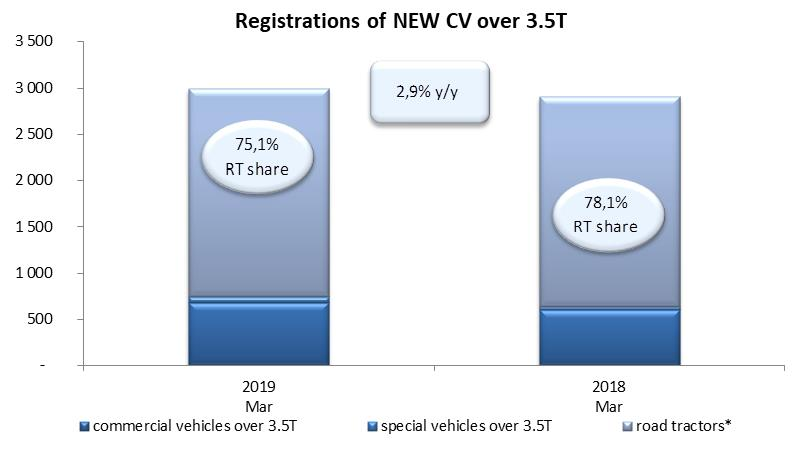 Registrations of NEW CV over 3.5T
3 500
3 000
2 500
2 000
1 500
1 000
500
-
2,9% y/y
75,1%
RT share
78,1%
RT share
2019
Mar
2018
Mar
commercial vehicles over 3.5T
special vehicles over 3.5T
road tractors*